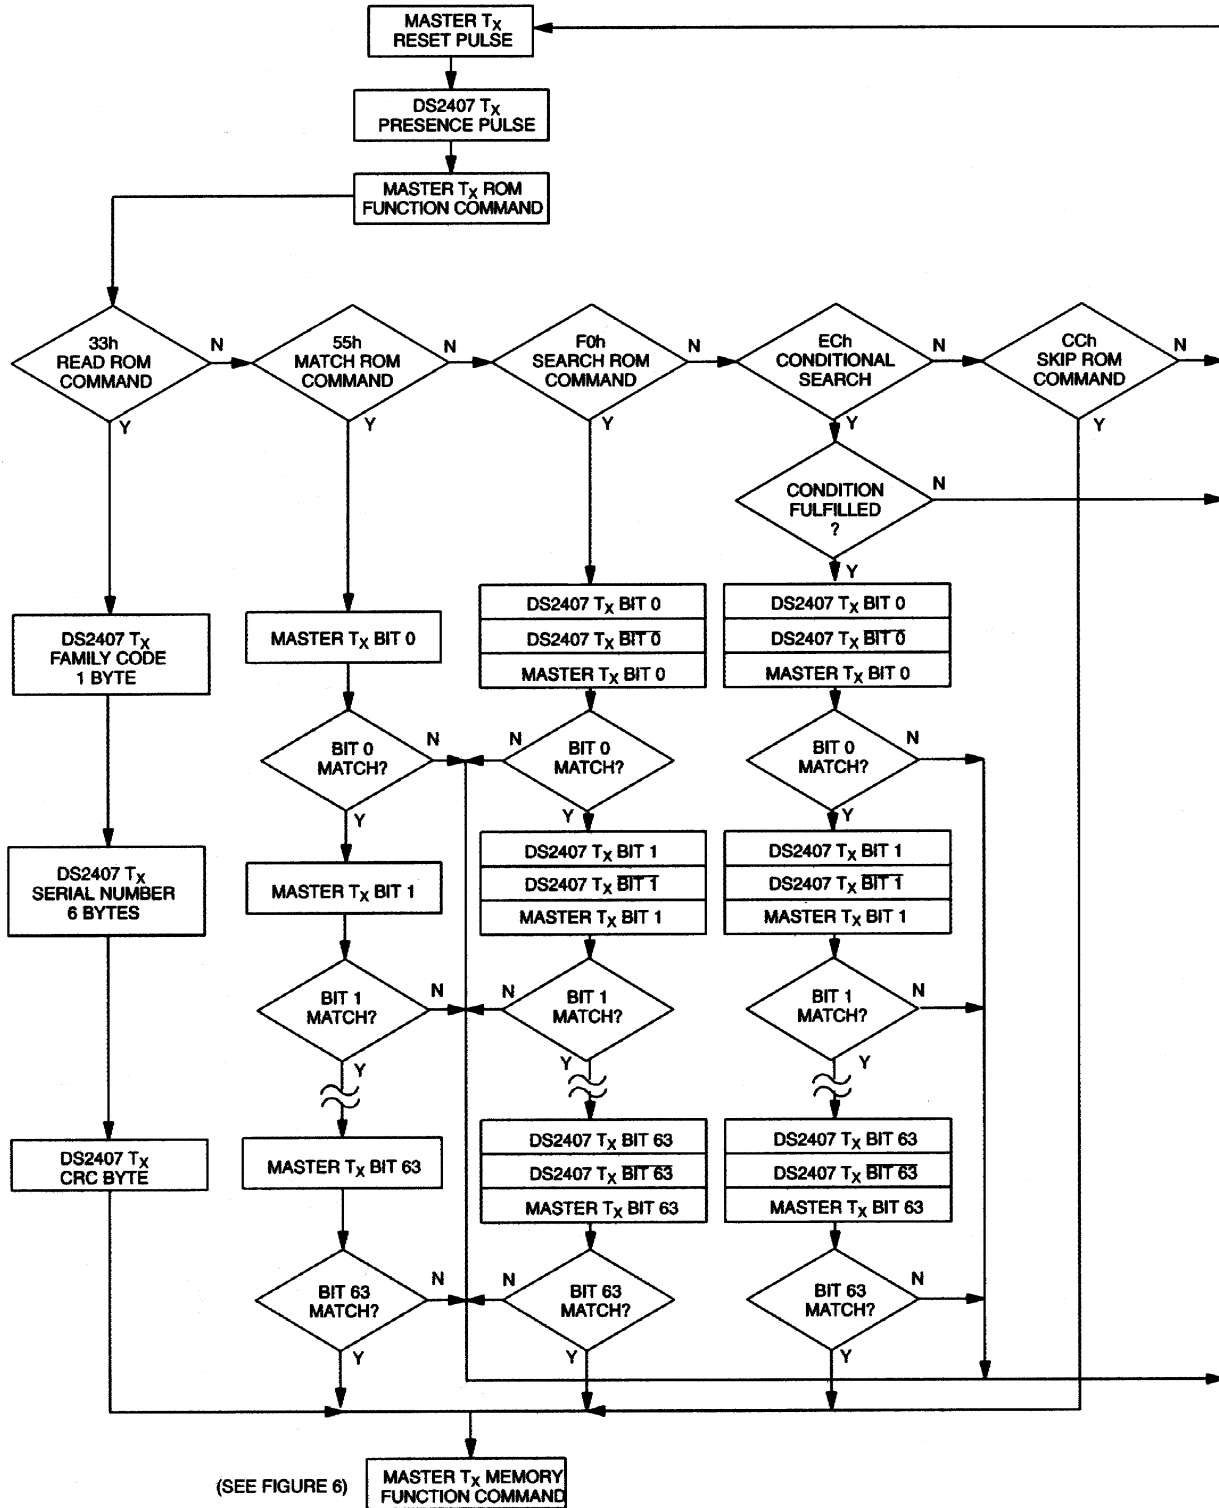 MASTER TX
RESET PULSE
DS2407 TX
PRESENCE PULSE
MASTER TX ROM
FUNCTION COMMAND
33h
READ ROM
COMMAND
N
Y
55h
MATCH ROM
COMMAND
N
Y
F0h
SEARCH ROM
COMMAND
N
Y
ECh
CONDITIONAL
SEARCH
N
Y
CCh
SKIP ROM
COMMAND
N
Y
CONDITION
FULFILLED
?
N
Y
DS2407 TX
FAMILY CODE
1 BYTE
MASTER TX BIT 0
DS2407 TX BIT 0
DS2407 TX BIT 0
MASTER TX BIT 0
DS2407 TX BIT 0
DS2407 TX BIT 0
MASTER TX BIT 0
BIT 0
MATCH?
N
Y
BIT 0
MATCH?
N
Y
BIT 0
MATCH?
N
Y
DS2407 TX
SERIAL NUMBER
6 BYTES
MASTER TX BIT 1
DS2407 TX BIT 1
DS2407 TX BIT 1
MASTER TX BIT 1
DS2407 TX BIT 1
DS2407 TX BIT 1
MASTER TX BIT 1
BIT 1
MATCH?
N
Y
BIT 1
MATCH?
N
Y
BIT 1
MATCH?
N
Y
DS2407 TX
CRC BYTE
MASTER TX BIT 63
DS2407 TX BIT 63
DS2407 TX BIT 63
MASTER TX BIT 63
DS2407 TX BIT 63
DS2407 TX BIT 63
MASTER TX BIT 63
BIT 63
MATCH?
N
Y
BIT 63
MATCH?
N
Y
BIT 63
MATCH?
N
Y
(SEE FIGURE 6)
MASTER TX MEMORY
FUNCTION COMMAND